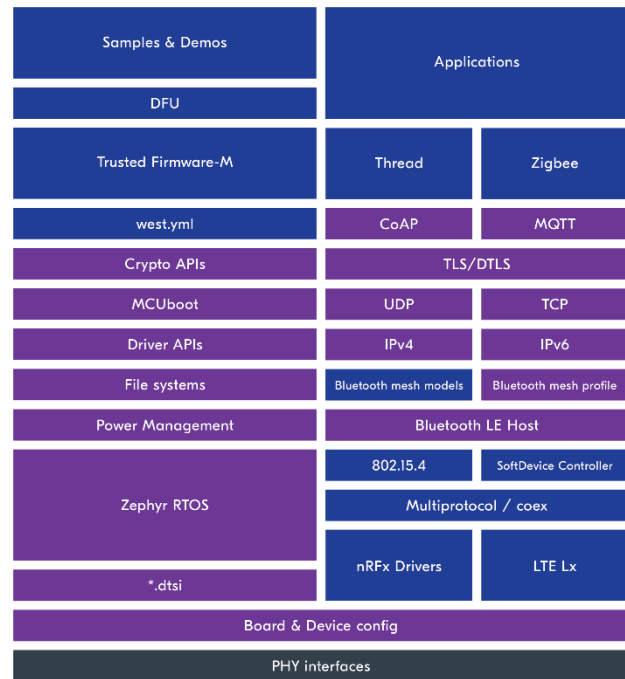 Samples & Demos
Applications
DFU
Trusted Firmware-M
Thread
Zigbee
west.yml
CoAP
MQTT
Crypto APIs
TLS/DTLS
MCUboot
UDP
TCP
Driver APIs
IPv4
IPv6
File systems
Bluetooth mesh models
Bluetooth mesh profile
Power Management
Bluetooth LE Host
802.15.4
SoftDevice Controller
Zephyr RTOS
Multiprotocol / coex
nRFx Drivers
LTE Lx
*.dtsi
Board & Device config
PHY interfaces